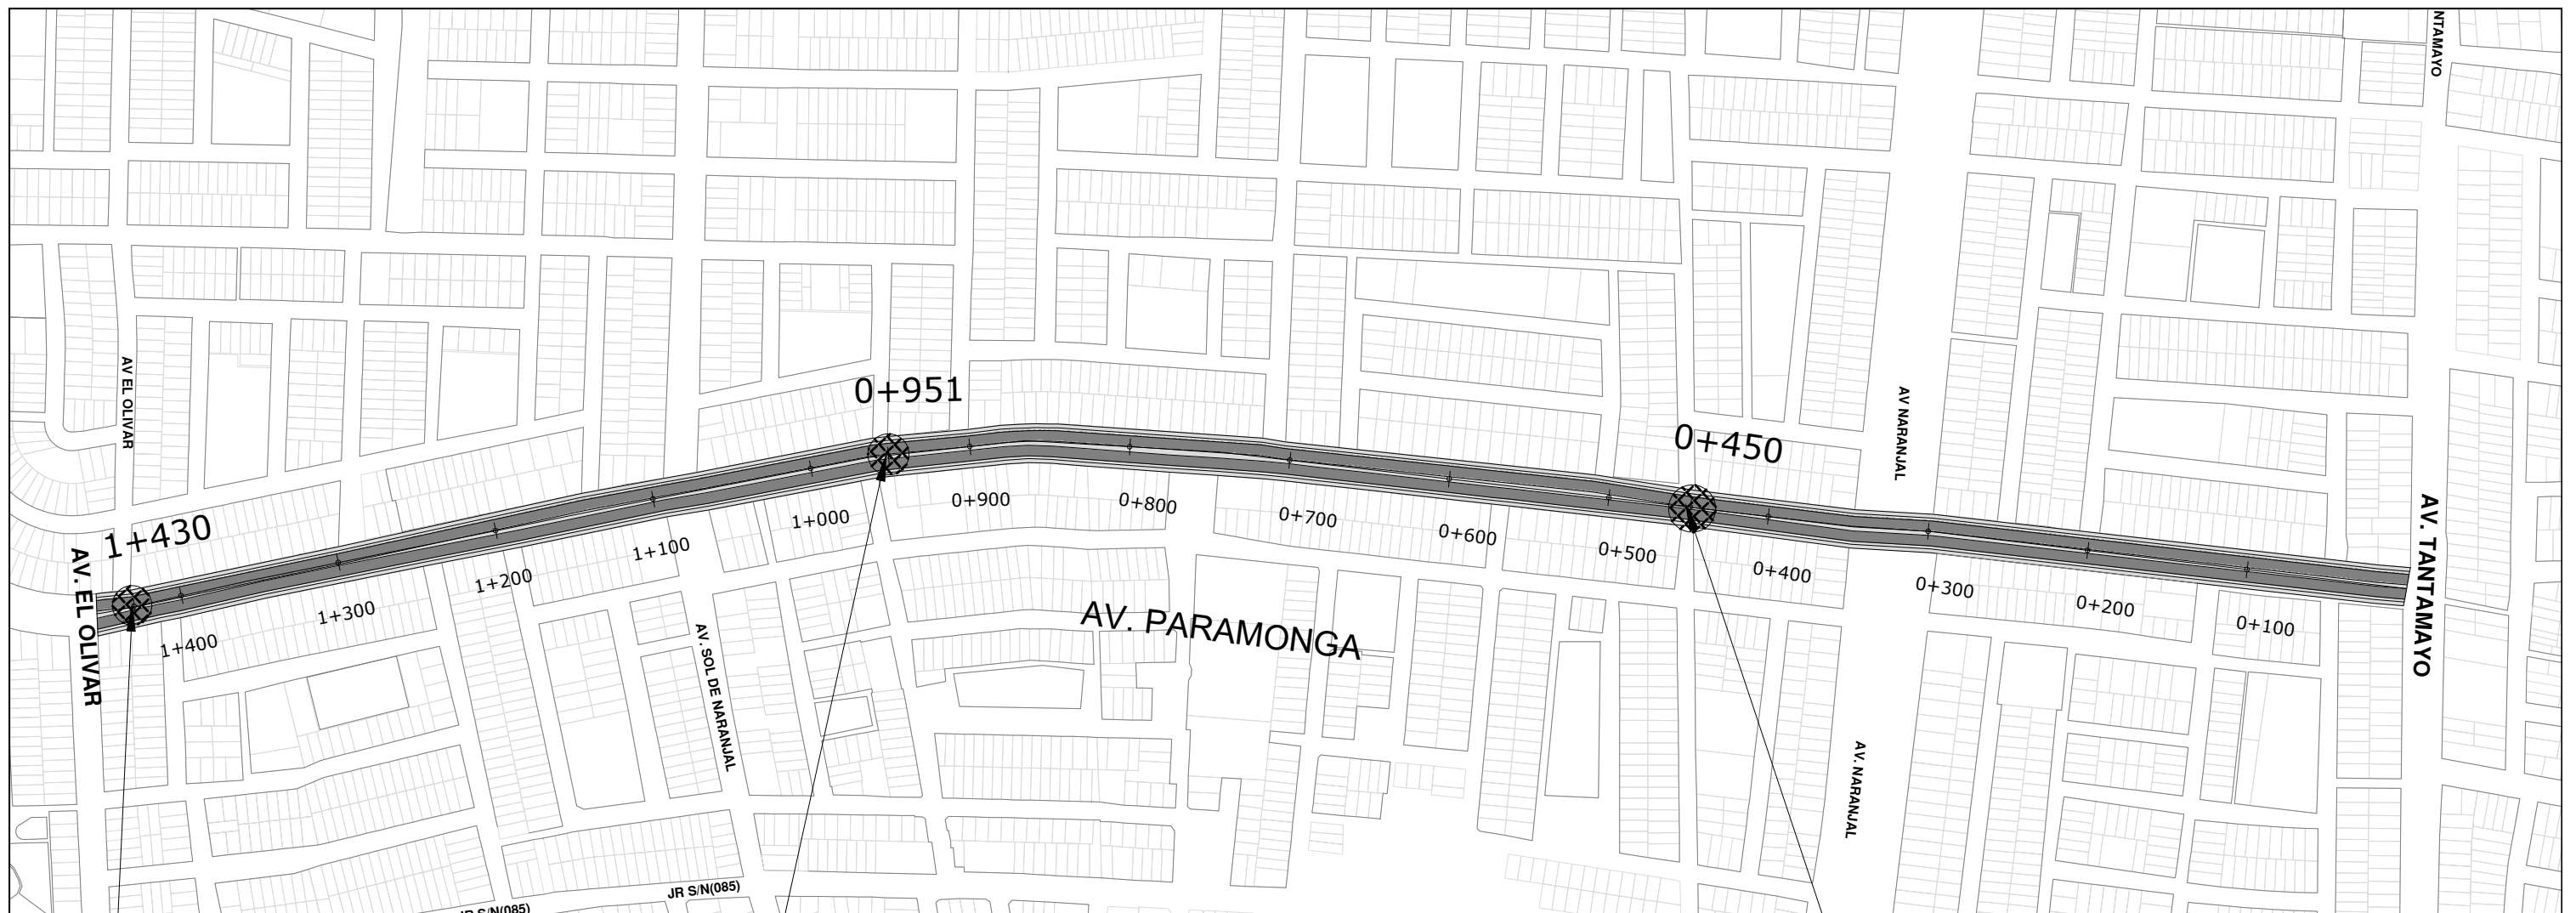 NTAMAYO
AV EL OLIVAR
0+951
AV NARANJAL
0+450
1+430
0+900
0+800
1+000
0+700
0+600
1+100
0+500
0+400
1+200
0+300
0+200
1+300
0+100
1+400
AV. EL OLIVAR
AV. TANTAMAYO
AV. PARAMONGA
AV. SOL DE NARANJAL
AV. NARANJAL
JR S/N(085)
JR S/N(085)